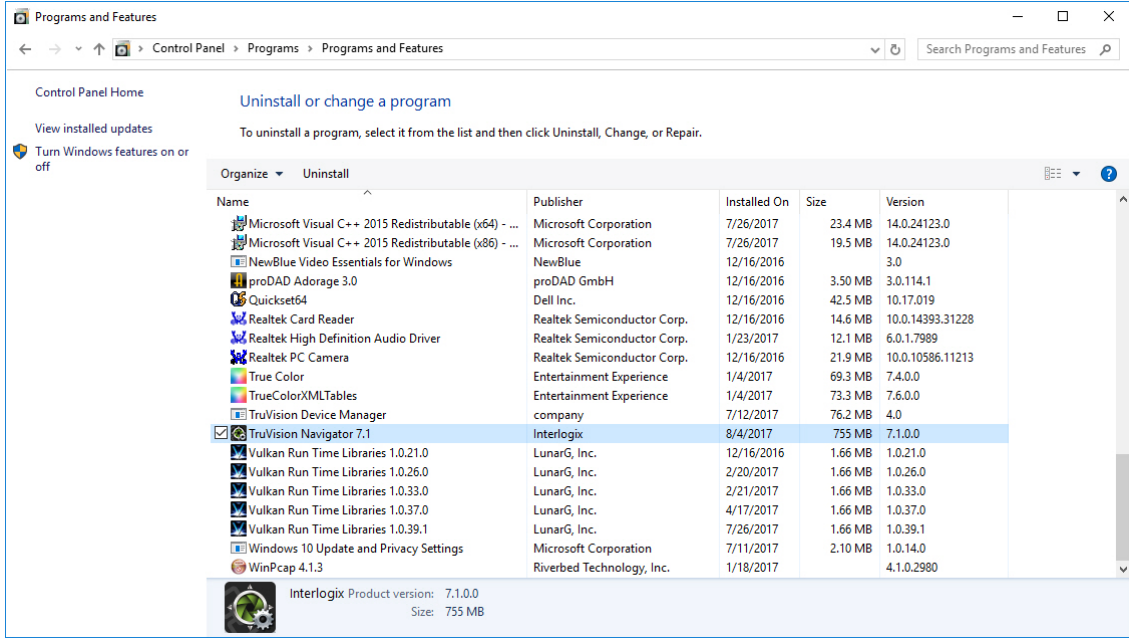 Programs and Features
Control Panel > Programs > Programs and Features
Search Programs and Features
Control Panel Home
View installed updates
Turn Windows features on or
off
Uninstall or change a program
To uninstall a program, select it from the list and then click Uninstall, Change, or Repair.
Organize Uninstall
Name Publisher Installed On Size Version
Microsoft Visual C++ 2015 Redistributable (x64) - ... Microsoft Corporation 7/26/2017 23.4 MB 14.0.24123.0
Microsoft Visual C++ 2015 Redistributable (x86) - ... Microsoft Corporation 7/26/2017 19.5 MB 14.0.24123.0
NewBlue Video Essentials for Windows NewBlue 12/16/2016 3.0
proDAD Adorage 3.0 proDAD GmbH 12/16/2016 3.50 MB 3.0.114.1
Quickset64 Dell Inc. 12/16/2016 42.5 MB 10.17.019
Realtek Card Reader Realtek Semiconductor Corp. 12/16/2016 14.6 MB 10.0.14393.31228
Realtek High Definition Audio Driver Realtek Semiconductor Corp. 1/23/2017 12.1 MB 6.0.1.7989
Realtek PC Camera Realtek Semiconductor Corp. 12/16/2016 21.9 MB 10.0.10586.11213
True Color Entertainment Experience 1/4/2017 69.3 MB 7.4.0.0
TrueColorXMLTables Entertainment Experience 1/4/2017 73.3 MB 7.6.0.0
TruVision Device Manager company 7/12/2017 76.2 MB 4.0
TruVision Navigator 7.1 Interlogix 8/4/2017 755 MB 7.1.0.0
Vulkan Run Time Libraries 1.0.21.0 LunarG, Inc. 12/16/2016 1.66 MB 1.0.21.0
Vulkan Run Time Libraries 1.0.26.0 LunarG, Inc. 2/20/2017 1.66 MB 1.0.26.0
Vulkan Run Time Libraries 1.0.33.0 LunarG, Inc. 2/21/2017 1.66 MB 1.0.33.0
Vulkan Run Time Libraries 1.0.37.0 LunarG, Inc. 4/17/2017 1.66 MB 1.0.37.0
Vulkan Run Time Libraries 1.0.39.1 LunarG, Inc. 7/26/2017 1.66 MB 1.0.39.1
Windows 10 Update and Privacy Settings Microsoft Corporation 7/11/2017 2.10 MB 1.0.14.0
WinPcap 4.1.3 Riverbed Technology, Inc. 1/18/2017 4.1.0.2980
Interlogix Product version: 7.1.0.0
Size: 755 MB